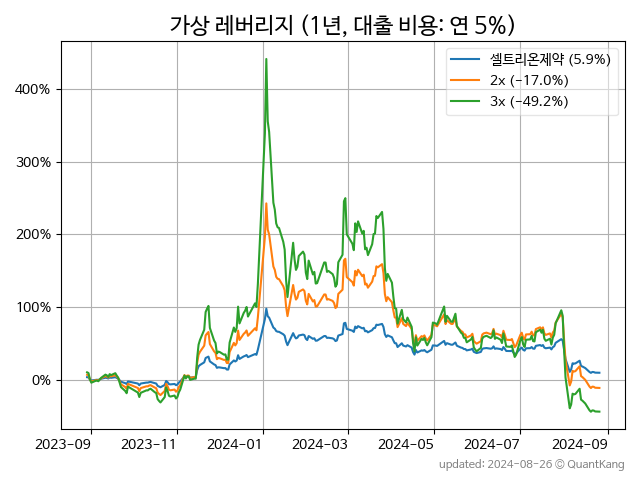 가상 레버리지 (1년, 대출 비용: 연 5%)
셀트리온제약 (5.9%)
2x (−17.0%)
3x (−49.2%)
400%
300%
200%
100%
0%
2023-09 2023-11 2024-01 2024-03 2024-05 2024-07 2024-09
updated: 2024-08-26 © QuantKang